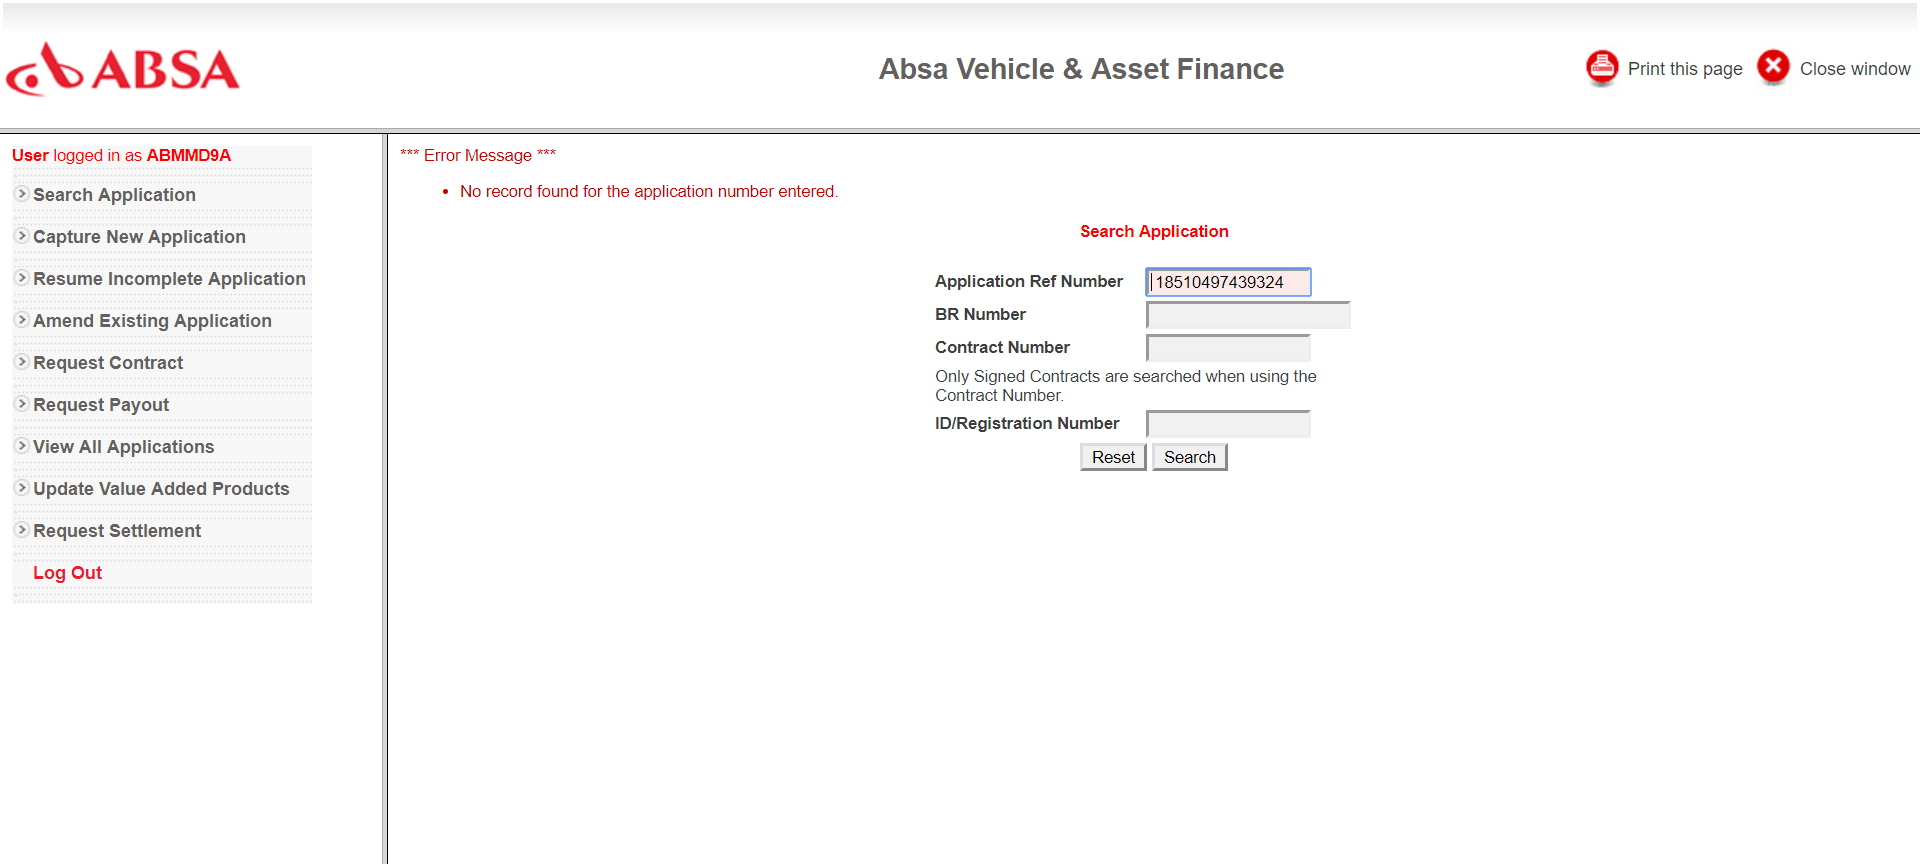 ABSA
Absa Vehicle & Asset Finance
Print this page
Close window
User logged in as ABMMD9A
Search Application
Capture New Application
Resume Incomplete Application
Amend Existing Application
Request Contract
Request Payout
View All Applications
Update Value Added Products
Request Settlement
Log Out
*** Error Message ***
• No record found for the application number entered.
Search Application
Application Ref Number 18510497439324
BR Number
Contract Number
Only Signed Contracts are searched when using the
Contract Number.
ID/Registration Number
Reset Search